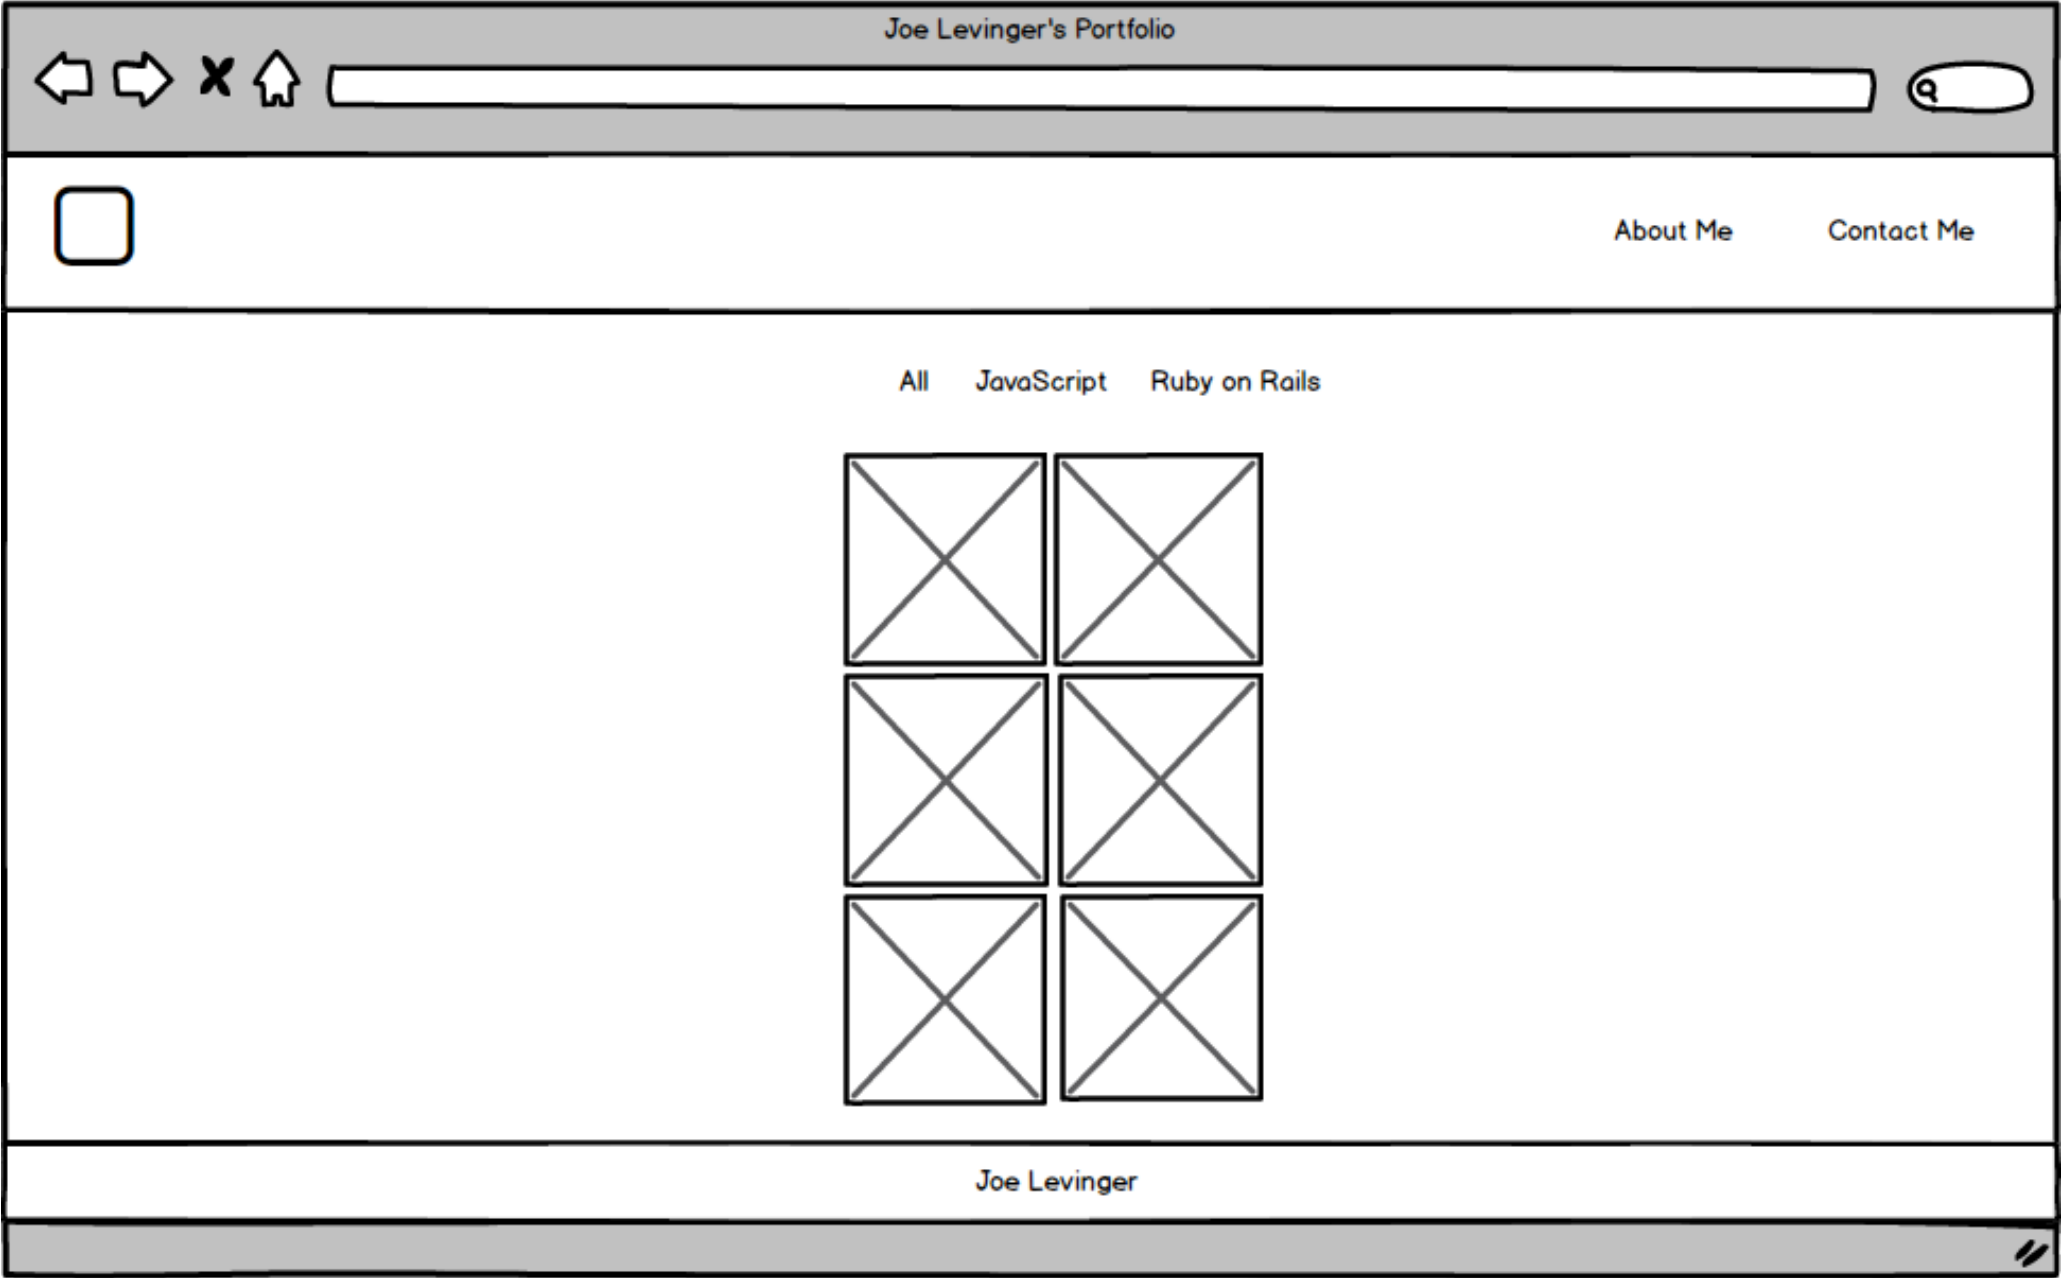 Joe Levinger's Portfolio
About Me Contact Me
All JavaScript Ruby on Rails
Joe Levinger